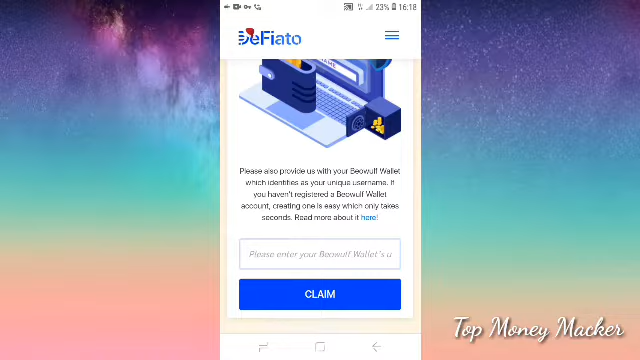 23% 16:18
DeFiato
NAME
Please also provide us with your Beowulf Wallet
which identifies as your unique username. If
you haven't registered a Beowulf Wallet
account, creating one is easy which only takes
seconds. Read more about it here!
Please enter your Beowulf Wallet's u
CLAIM
Top Money Macker